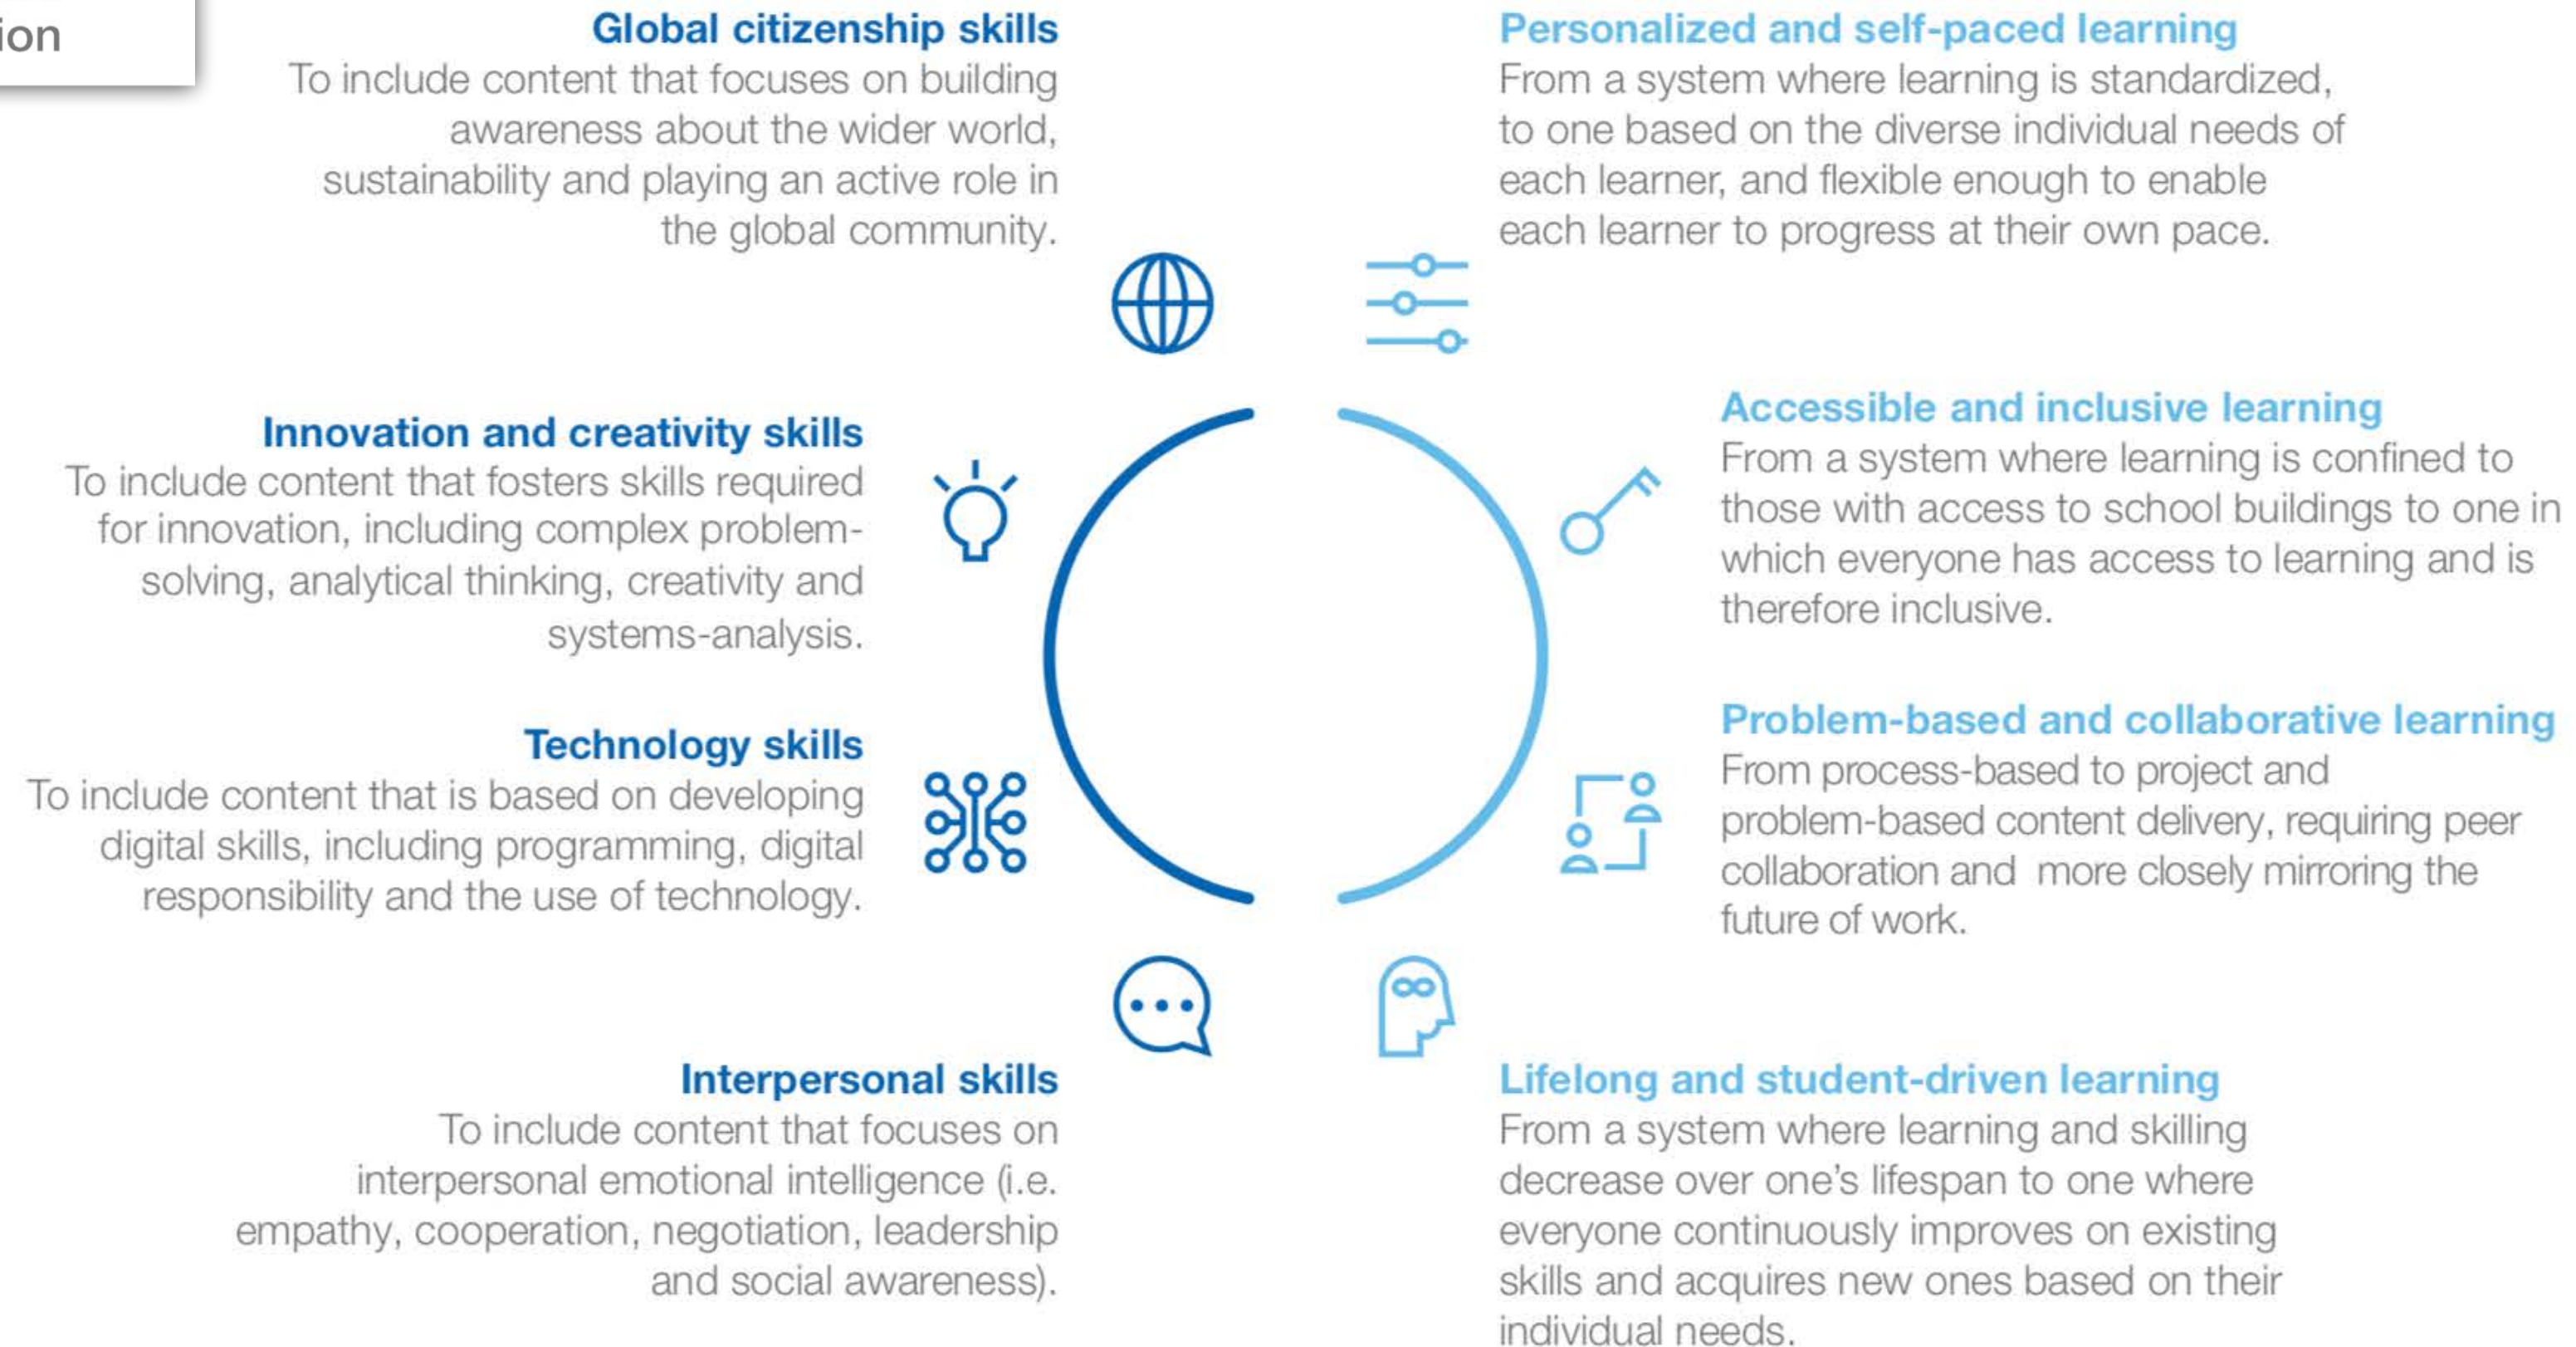 ion
Global citizenship skills
To include content that focuses on building
awareness about the wider world,
sustainability and playing an active role in
the global community.
Innovation and creativity skills
To include content that fosters skills required
for innovation, including complex problem-
solving, analytical thinking, creativity and
systems-analysis.
Technology skills
To include content that is based on developing
digital skills, including programming, digital
responsibility and the use of technology.
Interpersonal skills
To include content that focuses on
interpersonal emotional intelligence (i.e.
empathy, cooperation, negotiation, leadership
and social awareness).
Personalized and self-paced learning
From a system where learning is standardized,
to one based on the diverse individual needs of
each learner, and flexible enough to enable
each learner to progress at their own pace.
Accessible and inclusive learning
From a system where learning is confined to
those with access to school buildings to one in
which everyone has access to learning and is
therefore inclusive.
Problem-based and collaborative learning
From process-based to project and
problem-based content delivery, requiring peer
collaboration and more closely mirroring the
future of work.
Lifelong and student-driven learning
From a system where learning and skilling
decrease over one's lifespan to one where
everyone continuously improves on existing
skills and acquires new ones based on their
individual needs.